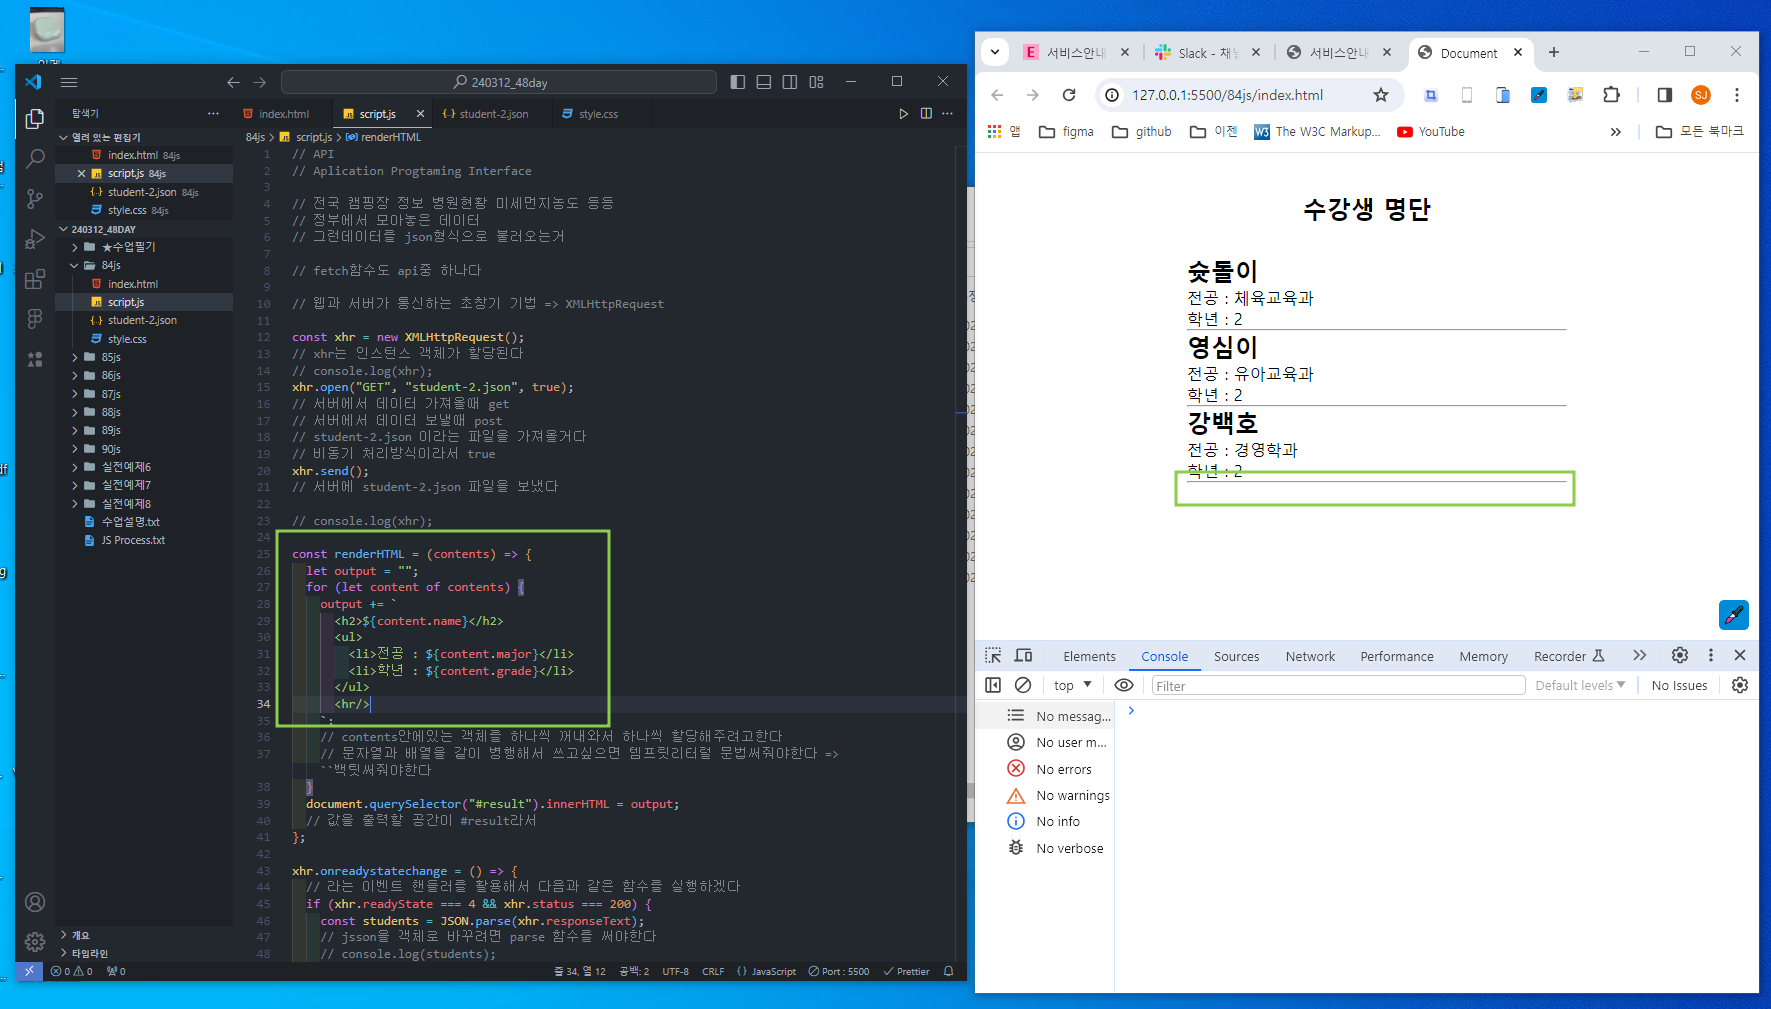 240312_48day
탐색기
index.html
script.js
student-2.json
style.css
열려 있는 편집기
index.html 84js
script.js 84js
student-2.json 84js
style.css 84js
240312_48DAY
★수업필기
84js
index.html
script.js
student-2.json
style.css
85js
86js
87js
88js
89js
90js
실전예제6
실전예제7
실전예제8
수업설명.txt
JS Process.txt
개요
타임라인
84js > script.js > renderHTML
1 // API
2 // Aplication Progtaming Interface
3
4 // 전국 캠핑장 정보 병원현황 미세먼지농도 등등
5 // 정부에서 모아놓은 데이터
6 // 그런데이터를 json형식으로 불러오는거
7
8 // fetch함수도 api중 하나다
9
10 // 웹과 서버가 통신하는 초창기 기법 => XMLHttpRequest
11
12 const xhr = new XMLHttpRequest();
13 // xhr는 인스턴스 객체가 할당된다
14 // console.log(xhr);
15 xhr.open("GET", "student-2.json", true);
16 // 서버에서 데이터 가져올때 get
17 // 서버에서 데이터 보낼때 post
18 // student-2.json 이라는 파일을 가져올거다
19 // 비동기 처리방식이라서 true
20 xhr.send();
21 // 서버에 student-2.json 파일을 보냈다
22
23 // console.log(xhr);
24
25 const renderHTML = (contents) => {
26 let output = "";
27 for (let content of contents) {
28 output += `
29 <h2>${content.name}</h2>
30 <ul>
31 <li>전공 : ${content.major}</li>
32 <li>학년 : ${content.grade}</li>
33 </ul>
34 <hr/>
35 `;
36 // contents안에있는 객체를 하나씩 꺼내와서 하나씩 할당해주려고한다
37 // 문자열과 배열을 같이 병행해서 쓰고싶으면 템프릿리터럴 문법써줘야한다 =>
``백틧써줘야한다
38 }
39 document.querySelector("#result").innerHTML = output;
40 // 값을 출력할 공간이 #result라서
41 };
42
43 xhr.onreadystatechange = () => {
44 // 라는 이벤트 핸들러를 활용해서 다음과 같은 함수를 실행하겠다
45 if (xhr.readyState === 4 && xhr.status === 200) {
46 const students = JSON.parse(xhr.responseText);
47 // jsson을 객체로 바꾸려면 parse 함수를 써야한다
48 // console.log(students);
0 0 0
줄 34, 열 12 공백: 2 UTF-8 CRLF {} JavaScript Port : 5500 Prettier
서비스안내
Slack - 채널
서비스안내
Document
127.0.0.1:5500/84js/index.html
SJ
앱
figma
github
이젠
The W3C Markup...
YouTube
모든 북마크
수강생 명단
슛돌이
전공 : 체육교육과
학년 : 2
영심이
전공 : 유아교육과
학년 : 2
강백호
전공 : 경영학과
학년 : 2
Elements Console Sources Network Performance Memory Recorder
top Filter Default levels No Issues
No messag...
No user m...
No errors
No warnings
No info
No verbose